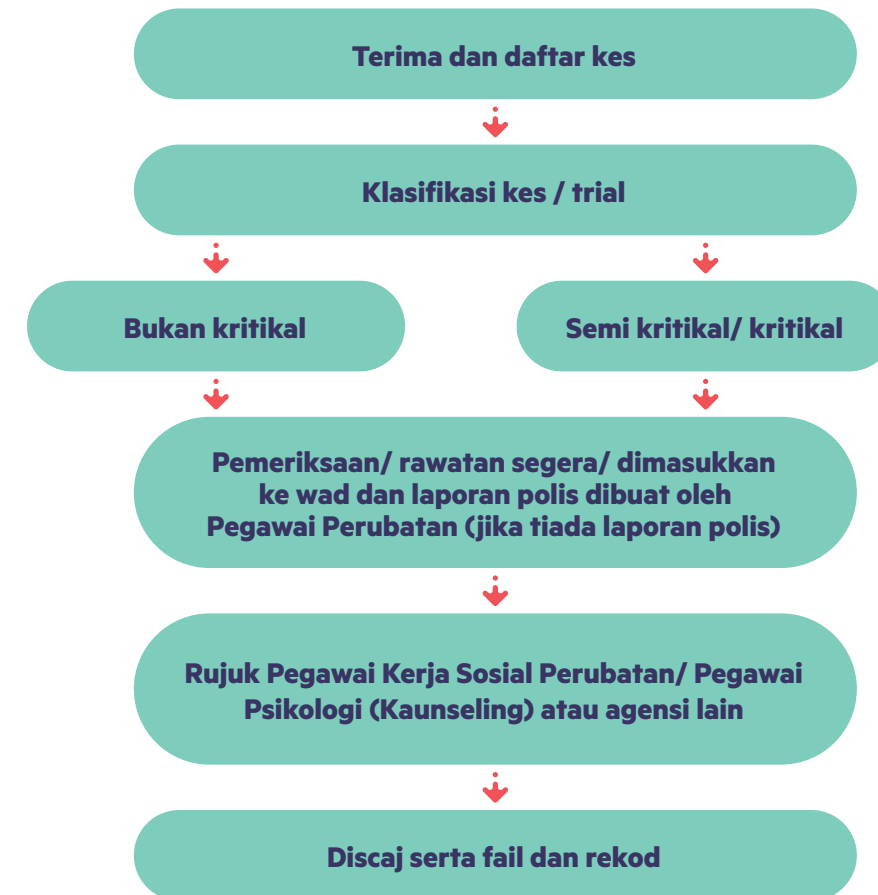 Terima dan daftar kes
Klasifikasi kes / trial
Bukan kritikal
Semi kritikal/ kritikal
Pemeriksaan/ rawatan segera/ dimasukkan
ke wad dan laporan polis dibuat oleh
Pegawai Perubatan (jika tiada laporan polis)
Rujuk Pegawai Kerja Sosial Perubatan/ Pegawai
Psikologi (Kaunseling) atau agensi lain
Discaj serta fail dan rekod